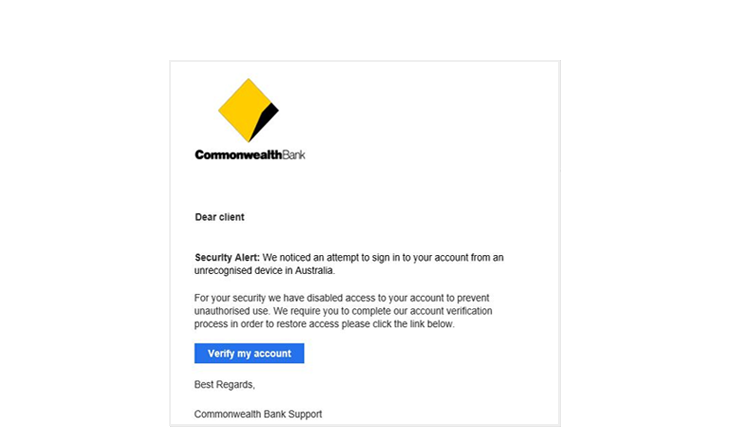 CommonwealthBank
Dear client
Security Alert: We noticed an attempt to sign in to your account from an
unrecognised device in Australia.
For your security we have disabled access to your account to prevent
unauthorised use. We require you to complete our account verification
process in order to restore access please click the link below.
Verify my account
Best Regards,
Commonwealth Bank Support